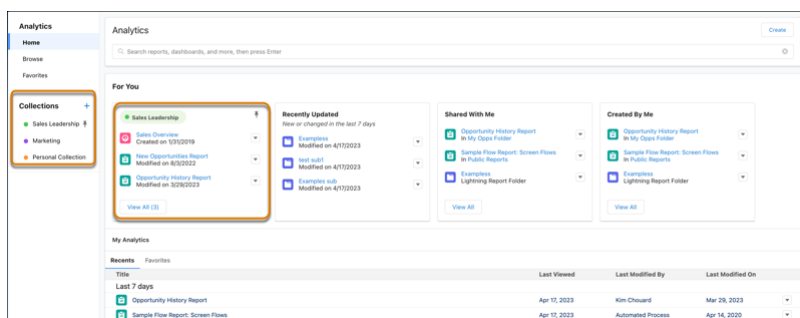 Analytics
Home
Browse
Favorites
Collections +
Sales Leadership
Marketing
Personal Collection
Analytics
Create
Search reports, dashboards, and more, then press Enter
For You
Sales Leadership
Sales Overview
Created on 1/31/2019
New Opportunities Report
Modified on 8/3/2022
Opportunity History Report
Modified on 3/29/2023
View All (3)
Recently Updated
New or changed in the last 7 days
Exampless
Modified on 4/17/2023
test sub1
Modified on 4/17/2023
Examples sub
Modified on 4/17/2023
Shared With Me
Opportunity History Report
In My Opps Folder
Sample Flow Report: Screen Flows
In Public Reports
Exampless
Lightning Report Folder
View All
Created By Me
Opportunity History Report
In My Opps Folder
Sample Flow Report: Screen Flows
In Public Reports
Exampless
Lightning Report Folder
View All
My Analytics
Recents Favorites
Title Last Viewed Last Modified By Last Modified On
Last 7 days
Opportunity History Report Apr 17, 2023 Kim Chouard Mar 29, 2023
Sample Flow Report: Screen Flows Apr 17, 2023 Automated Process Apr 14, 2020